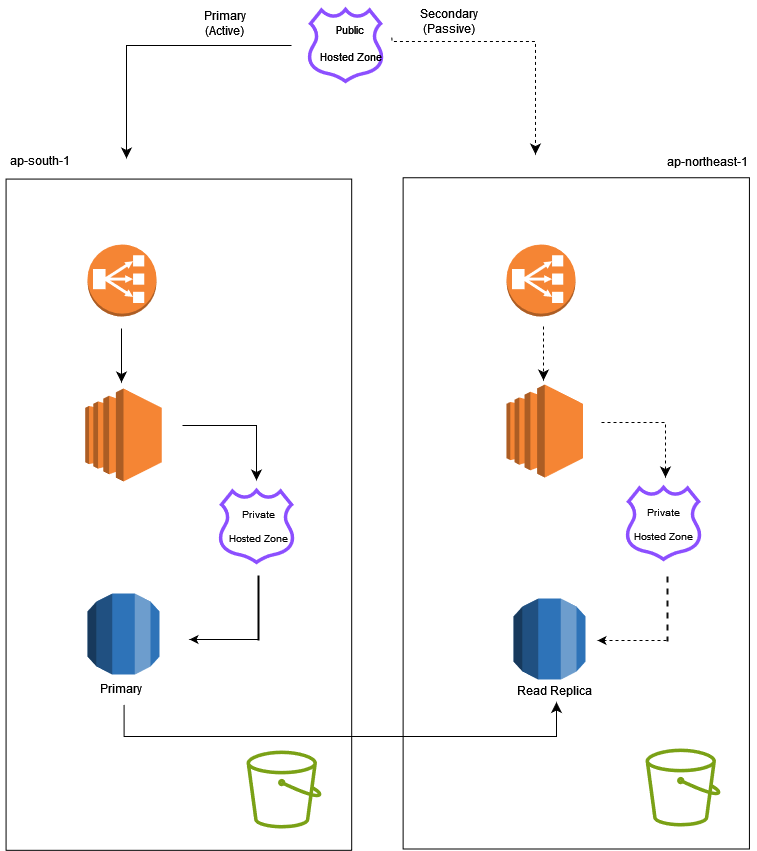 Primary
(Active)
Public
Hosted Zone
Secondary
(Passive)
ap-south-1
ap-northeast-1
Private
Hosted Zone
Private
Hosted Zone
Primary
Read Replica